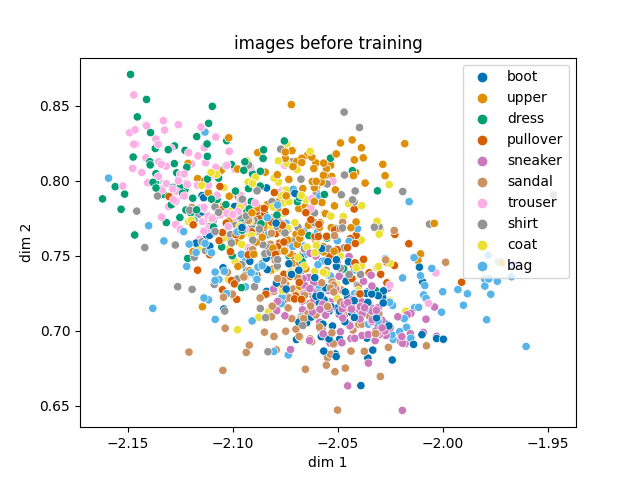 images before training
0.85
0.80
0.75
0.70
0.65
dim 2
−2.15
−2.10
−2.05
−2.00
−1.95
dim 1
boot
upper
dress
pullover
sneaker
sandal
trouser
shirt
coat
bag